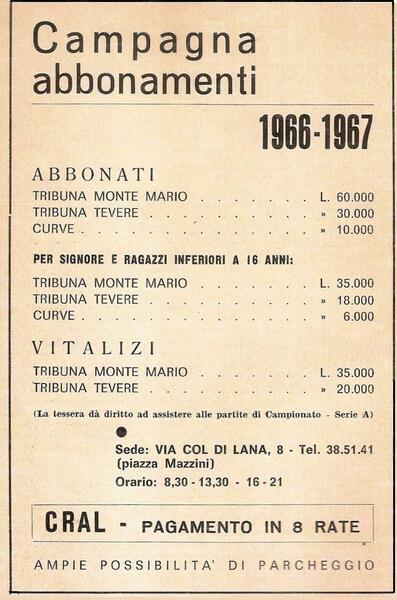 Campagna
abbonamenti
1966-1967
ABBONATI
TRIBUNA MONTE MARIO . . . . . . . L. 60.000
TRIBUNA TEVERE . . . . . . . . . » 30.000
CURVE . . . . . . . . . . . . . » 10.000
PER SIGNORE E RAGAZZI INFERIORI A 16 ANNI:
TRIBUNA MONTE MARIO . . . . . . . L. 35.000
TRIBUNA TEVERE . . . . . . . . . » 18.000
CURVE . . . . . . . . . . . . . » 6.000
VITALIZI
TRIBUNA MONTE MARIO . . . . . . . L. 35.000
TRIBUNA TEVERE . . . . . . . . . » 20.000
(La tessera dà diritto ad assistere alle partite di Campionato - Serie A)
Sede: VIA COL DI LANA, 8 - Tel. 38.51.41
(piazza Mazzini)
Orario: 8,30-13,30 - 16-21
CRAL - PAGAMENTO IN 8 RATE
AMPIE POSSIBILITA' DI PARCHEGGIO